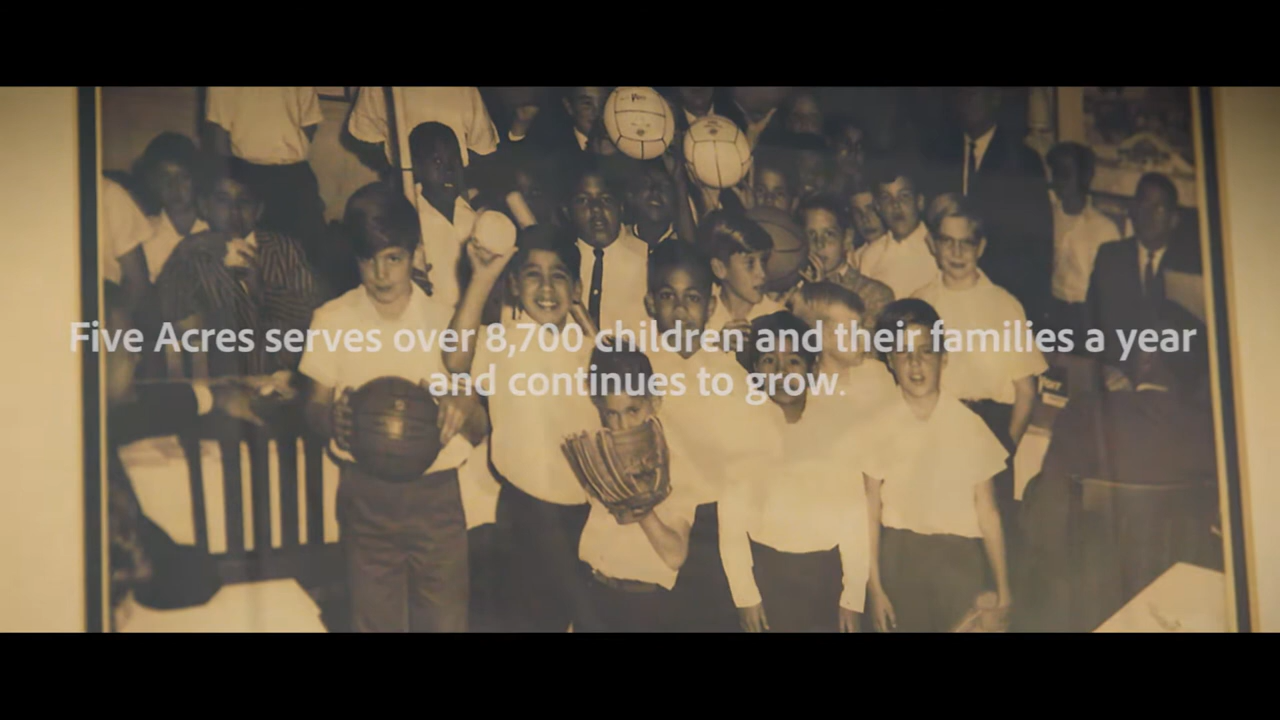 Five Acres serves over 8,700 children and their families a year
and continues to grow.